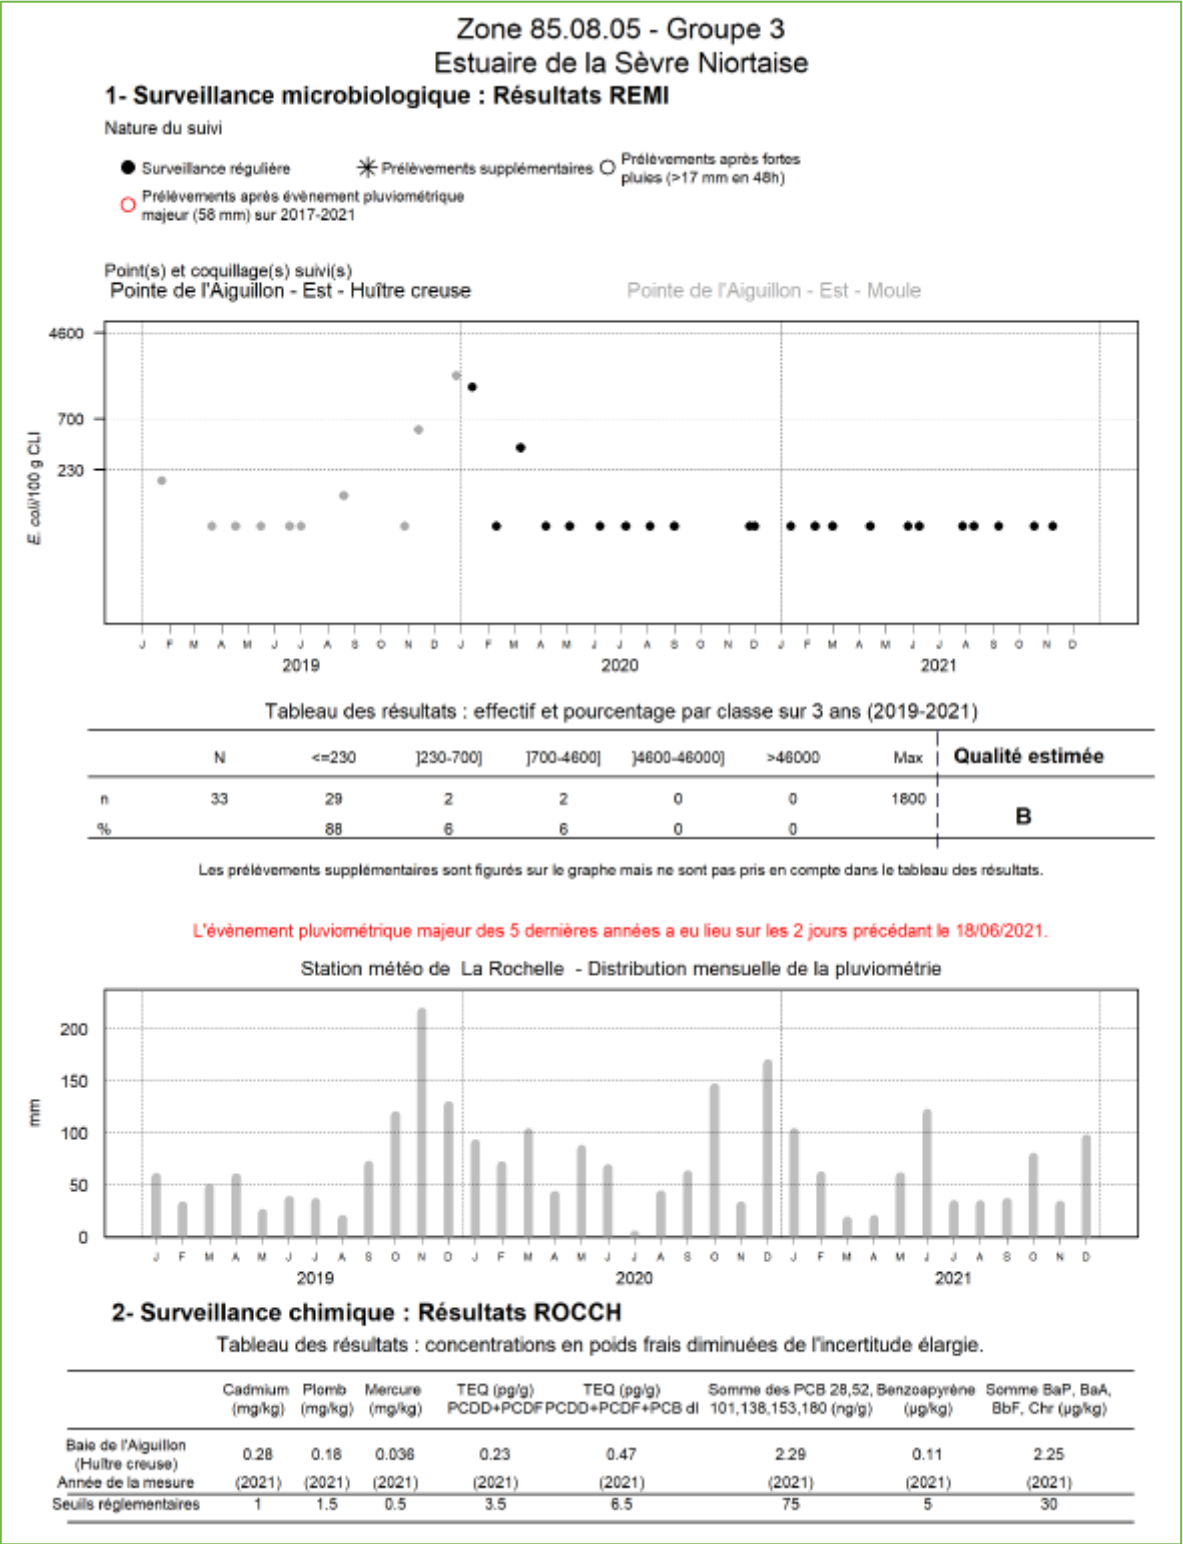 Zone 85.08.05 - Groupe 3
Estuaire de la Sèvre Niortaise
1- Surveillance microbiologique : Résultats REMI
Nature du suivi
Surveillance régulière
Prélèvements supplémentaires
Prélèvements après fortes
pluies (>17 mm en 48h)
Prélèvements après évènement pluviométrique
majeur (58 mm) sur 2017-2021
Point(s) et coquillage(s) suivi(s)
Pointe de l'Aiguillon - Est - Huître creuse
Pointe de l'Aiguillon - Est - Moule
4600
700
230
E. coli/100 g CLI
J F M A M J J A S O N D J F M A M J J A S O N D J F M A M J J A S O N D
2019 2020 2021
Tableau des résultats : effectif et pourcentage par classe sur 3 ans (2019-2021)
N <=230 ]230-700] ]700-4600] ]4600-46000] >46000 Max Qualité estimée
n 33 29 2 2 0 0 1800
B
% 88 6 6 0 0
Les prélèvements supplémentaires sont figurés sur le graphe mais ne sont pas pris en compte dans le tableau des résultats.
L'évènement pluviométrique majeur des 5 dernières années a eu lieu sur les 2 jours précédant le 18/06/2021.
Station météo de La Rochelle - Distribution mensuelle de la pluviométrie
200
150
100
50
0
mm
J F M A M J J A S O N D J F M A M J J A S O N D J F M A M J J A S O N D
2019 2020 2021
2- Surveillance chimique : Résultats ROCCH
Tableau des résultats : concentrations en poids frais diminuées de l'incertitude élargie.
Cadmium Plomb Mercure TEQ (pg/g) TEQ (pg/g) Somme des PCB 28,52, Benzoapyrène Somme BaP, BaA,
(mg/kg) (mg/kg) (mg/kg) PCDD+PCDF PCDD+PCDF+PCB dl 101,138,153,180 (ng/g) (µg/kg) BbF, Chr (µg/kg)
Baie de l'Aiguillon
(Huître creuse) 0.28 0.18 0.036 0.23 0.47 2.29 0.11 2.25
Année de la mesure (2021) (2021) (2021) (2021) (2021) (2021) (2021) (2021)
Seuils réglementaires 1 1.5 0.5 3.5 6.5 75 5 30